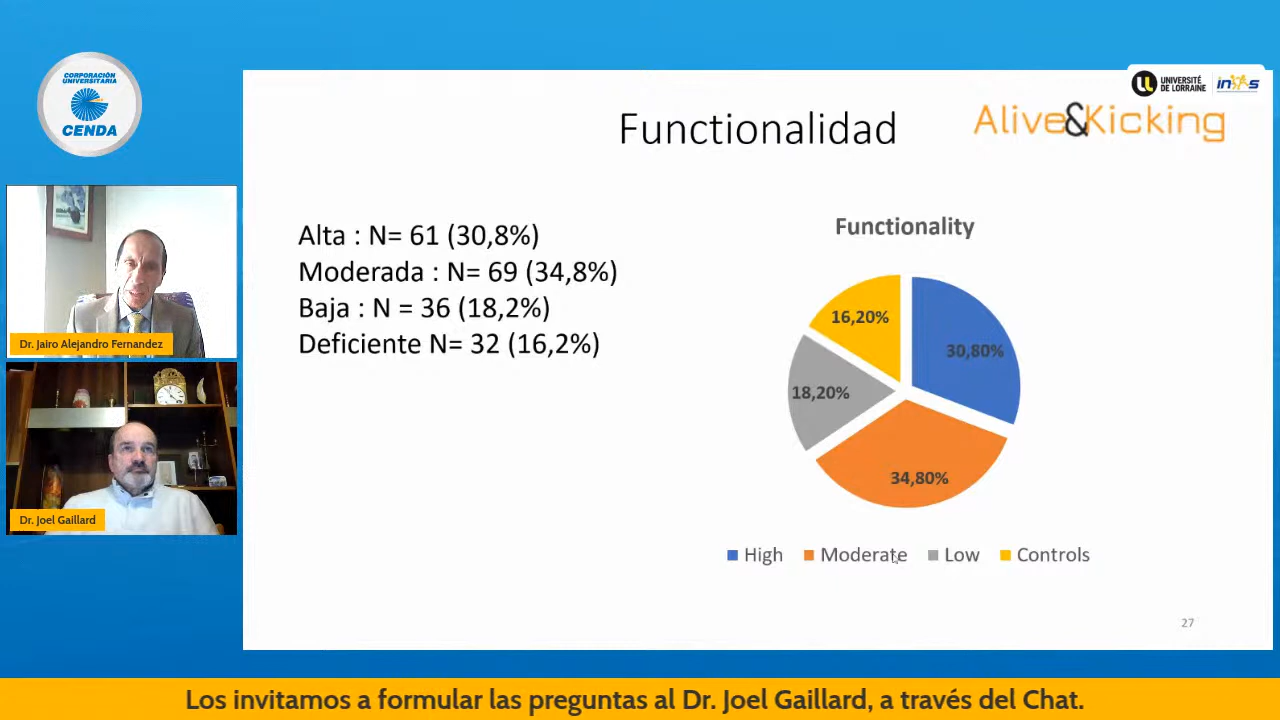 CORPORACIÓN
UNIVERSITARIA
CENDA
UNIVERSITÉ
DE LORRAINE
Functionalidad
Alive&Kicking
Alta : N= 61 (30,8%)
Moderada : N= 69 (34,8%)
Baja : N = 36 (18,2%)
Deficiente N= 32 (16,2%)
Functionality
16,20%
30,80%
18,20%
34,80%
High Moderate Low Controls
27
Dr. Jairo Alejandro Fernandez
Dr. Joel Gaillard
Los invitamos a formular las preguntas al Dr. Joel Gaillard, a través del Chat.